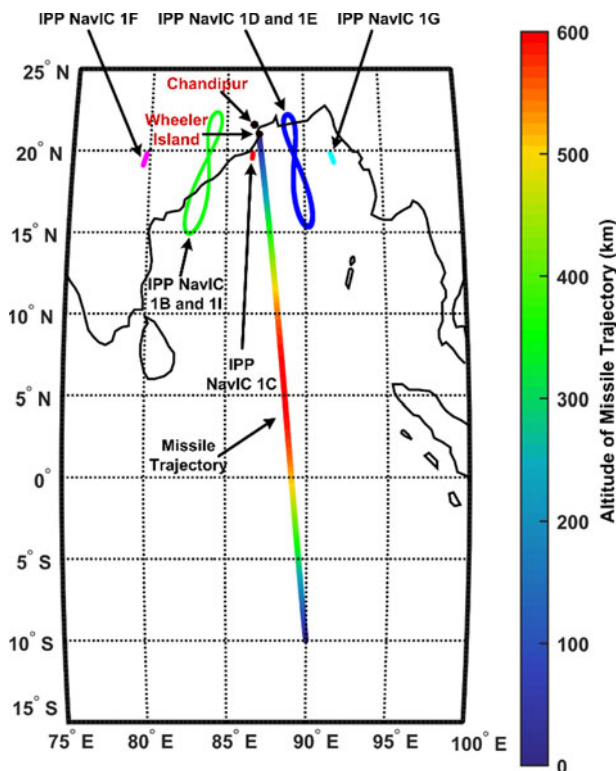 IPP NavIC 1F
IPP NavIC 1D and 1E
IPP NavIC 1G
600
25° N
Chandipur
Wheeler
Island
20° N
500
15° N
IPP NavIC
1B and 1I
10° N
400
IPP
NavIC 1C
5° N
300
Missile
Trajectory
0°
200
5° S
10° S
100
15° S
75° E
80° E
85° E
90° E
95° E
100° E
0
Altitude of Missile Trajectory (km)